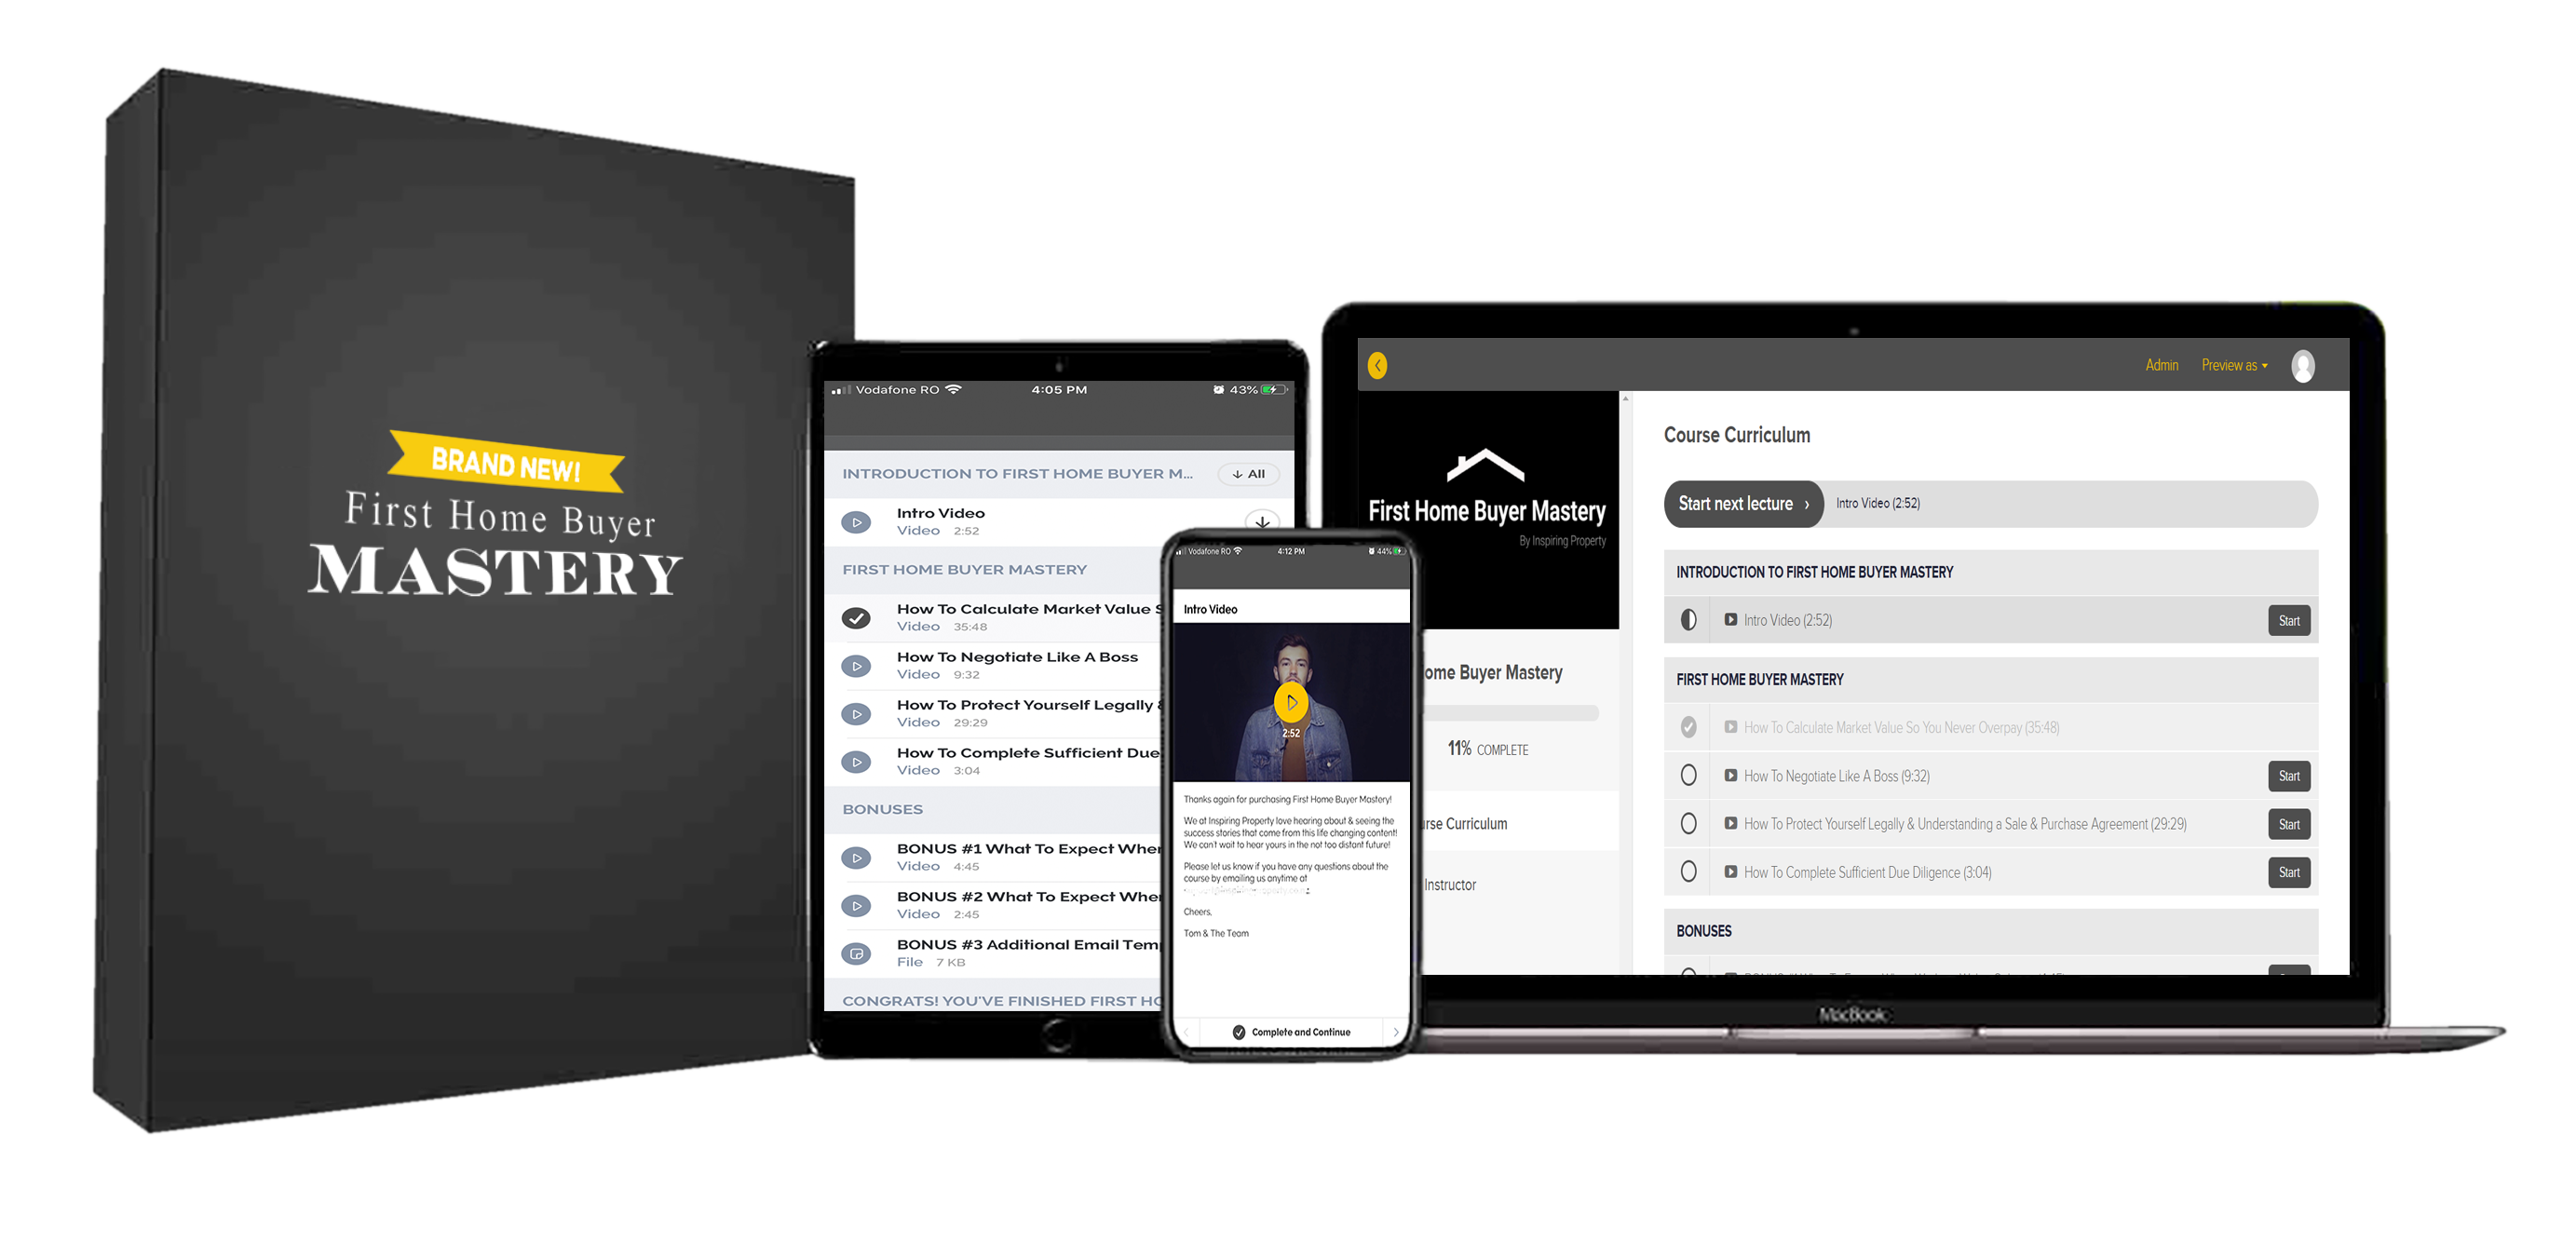 BRAND NEW!
First Home Buyer
MASTERY
Vodafone RO
4:05 PM
43%
INTRODUCTION TO FIRST HOME BUYER M...
All
Intro Video
Video 2:52
FIRST HOME BUYER MASTERY
How To Calculate Market Value S
Video 35:48
How To Negotiate Like A Boss
Video 9:32
How To Protect Yourself Legally &
Video 29:29
How To Complete Sufficient Due
Video 3:04
BONUSES
BONUS #1 What To Expect When
Video 4:45
BONUS #2 What To Expect When
Video 2:45
BONUS #3 Additional Email Temp
File 7 KB
CONGRATS! YOU'VE FINISHED FIRST HO
Vodafone RO
4:12 PM
44%
Intro Video
2:52
Thanks again for purchasing First Home Buyer Mastery!
We at Inspiring Property love hearing about & seeing the
success stories that come from this life changing content!
We can't wait to hear yours in the not too distant future!
Please let us know if you have any questions about the
course by emailing us anytime at
Cheers,
Tom & The Team
Complete and Continue
Admin
Preview as
First Home Buyer Mastery
By Inspiring Property
ome Buyer Mastery
11% COMPLETE
rse Curriculum
Instructor
Course Curriculum
Start next lecture › Intro Video (2:52)
INTRODUCTION TO FIRST HOME BUYER MASTERY
Intro Video (2:52) Start
FIRST HOME BUYER MASTERY
How To Calculate Market Value So You Never Overpay (35:48)
How To Negotiate Like A Boss (9:32) Start
How To Protect Yourself Legally & Understanding a Sale & Purchase Agreement (29:29) Start
How To Complete Sufficient Due Diligence (3:04) Start
BONUSES
MacBook